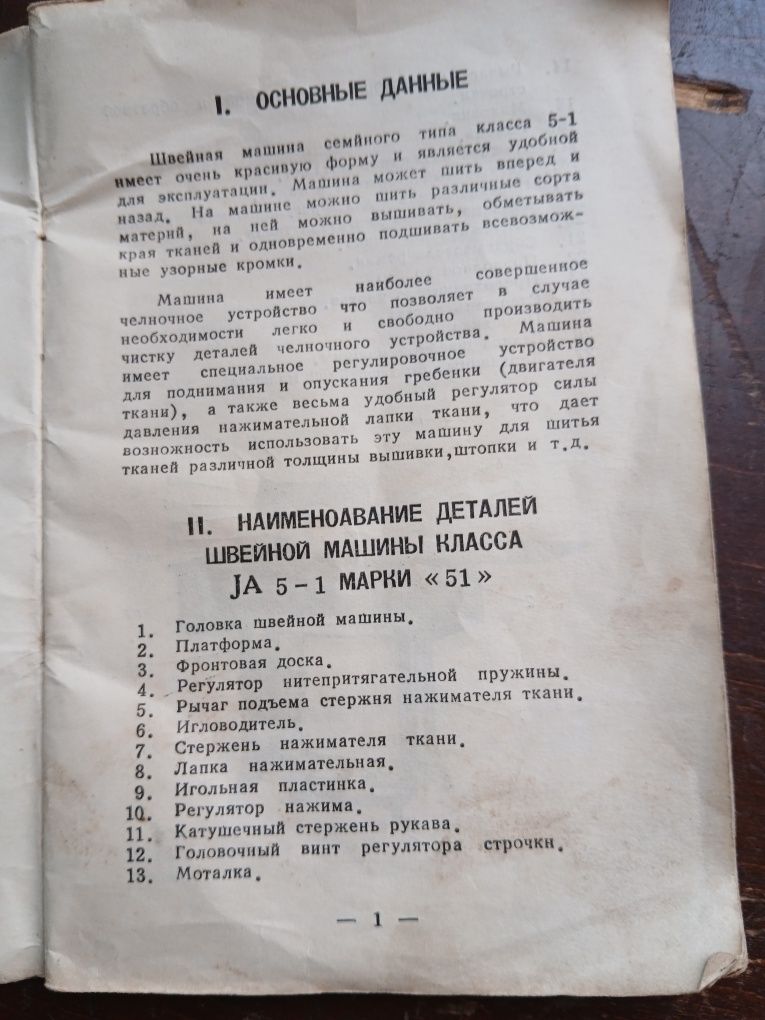 I. ОСНОВНЫЕ ДАННЫЕ
Швейная машина семйного типа класса 5-1
имеет очень красивую форму и является удобной
для эксплуатации. Машина может шить вперед и
назад. На машине можно шить различные сорта
материй, на ней можно вышивать, обметывать
края тканей и одновременно подшивать всевозмож-
ные узорные кромки.
Машина имеет наиболее совершенное
челночное устройство что позволяет в случае
необходимости легко и свободно производить
чистку деталей челночного устройства. Машина
имеет специальное регулировочное устройство
для поднимания и опускания гребенки (двигателя
ткани), а также весьма удобный регулятор силы
давления нажимательной лапки ткани, что дает
возножность использовать эту машину для шитья
тканей различной толщины вышивки,штопки и т.д.
II. НАИМЕНОАВАНИЕ ДЕТАЛЕЙ
ШВЕЙНОЙ МАШИНЫ КЛАССА
JA 5-1 МАРКИ «51»
1. Головка швейной машины.
2. Платформа.
3. Фронтовая доска.
4. Регулятор нитепритягательной пружины.
5. Рычаг подъема стержня нажимателя ткани.
6. Игловодитель.
7. Стержень нажимателя ткани.
8. Лапка нажимательная.
9. Игольная пластинка.
10. Регулятор нажима.
11. Катушечный стержень рукава.
12. Головочный винт регулятора строчкн.
13. Моталка.
— 1 —